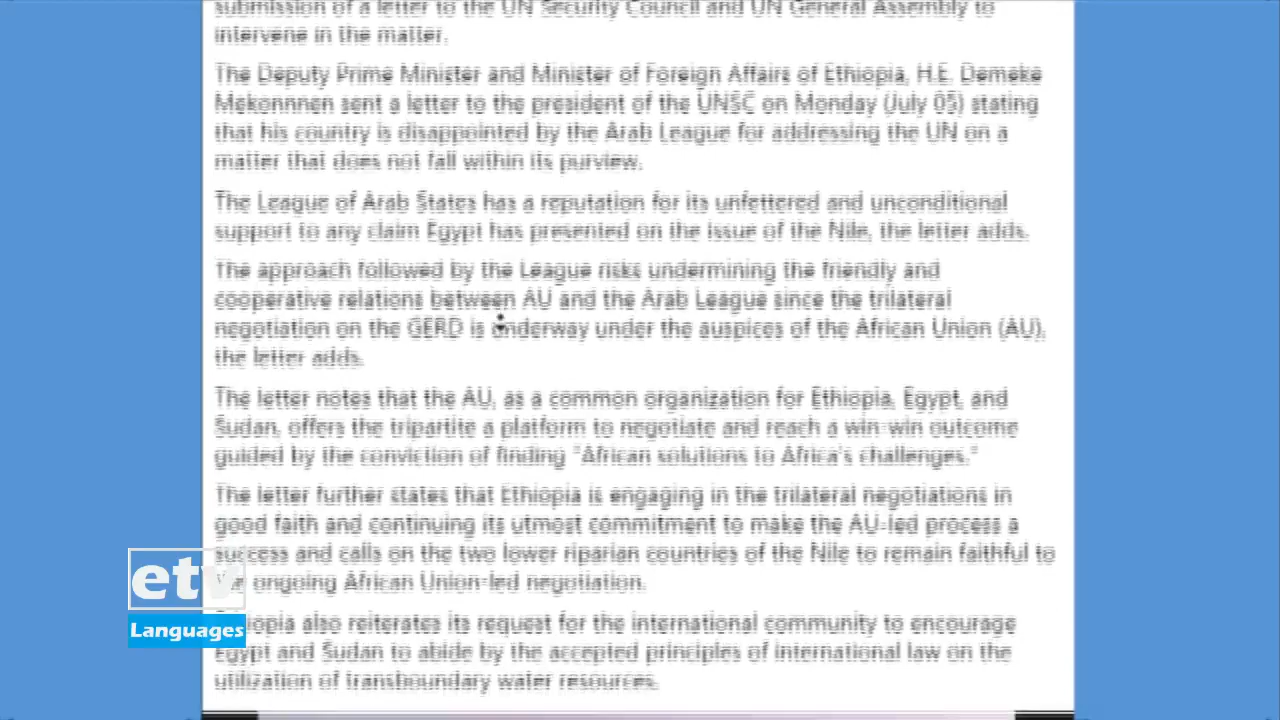 submission of a letter to the UN Security Council and UN General Assembly to
intervene in the matter.
The Deputy Prime Minister and Minister of Foreign Affairs of Ethiopia, H.E. Demeke
Mekonnnen sent a letter to the president of the UNSC on Monday (July 05) stating
that his country is disappointed by the Arab League for addressing the UN on a
matter that does not fall within its purview.
The League of Arab States has a reputation for its unfettered and unconditional
support to any claim Egypt has presented on the issue of the Nile, the letter adds.
The approach followed by the League risks undermining the friendly and
cooperative relations between AU and the Arab League since the trilateral
negotiation on the GERD is underway under the auspices of the African Union (AU),
the letter adds.
The letter notes that the AU, as a common organization for Ethiopia, Egypt, and
Sudan, offers the tripartite a platform to negotiate and reach a win-win outcome
guided by the conviction of finding "African solutions to Africa's challenges."
The letter further states that Ethiopia is engaging in the trilateral negotiations in
good faith and continuing its utmost commitment to make the AU-led process a
success and calls on the two lower riparian countries of the Nile to remain faithful to
the ongoing African Union-led negotiation.
Ethiopia also reiterates its request for the international community to encourage
Egypt and Sudan to abide by the accepted principles of international law on the
utilization of transboundary water resources.
etv
Languages